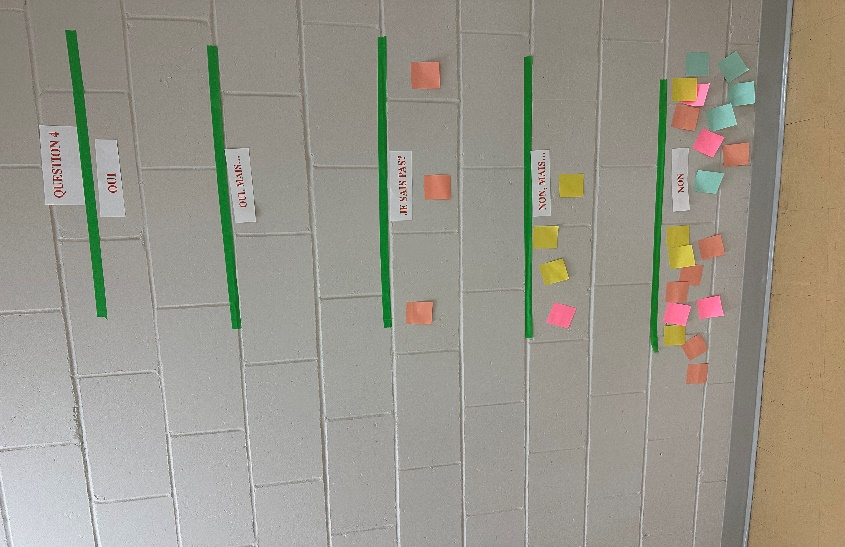 QUESTION 4
OUI
OUI, MAIS...
JE SAIS PAS?
NON, MAIS...
NON